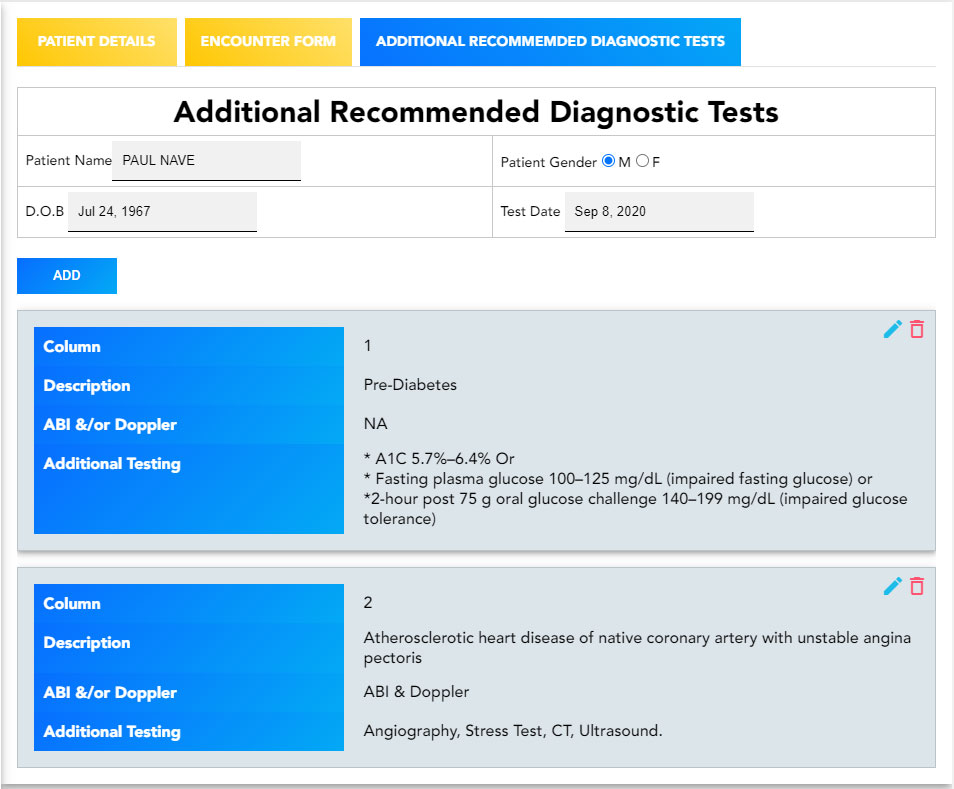 PATIENT DETAILS ENCOUNTER FORM ADDITIONAL RECOMMEMDED DIAGNOSTIC TESTS
Additional Recommended Diagnostic Tests
Patient Name PAUL NAVE Patient Gender M F
D.O.B Jul 24, 1967 Test Date Sep 8, 2020
ADD
Column 1
Description Pre-Diabetes
ABI &/or Doppler NA
Additional Testing * A1C 5.7%–6.4% Or
* Fasting plasma glucose 100–125 mg/dL (impaired fasting glucose) or
*2-hour post 75 g oral glucose challenge 140–199 mg/dL (impaired glucose
tolerance)
Column 2
Description Atherosclerotic heart disease of native coronary artery with unstable angina
pectoris
ABI &/or Doppler ABI & Doppler
Additional Testing Angiography, Stress Test, CT, Ultrasound.